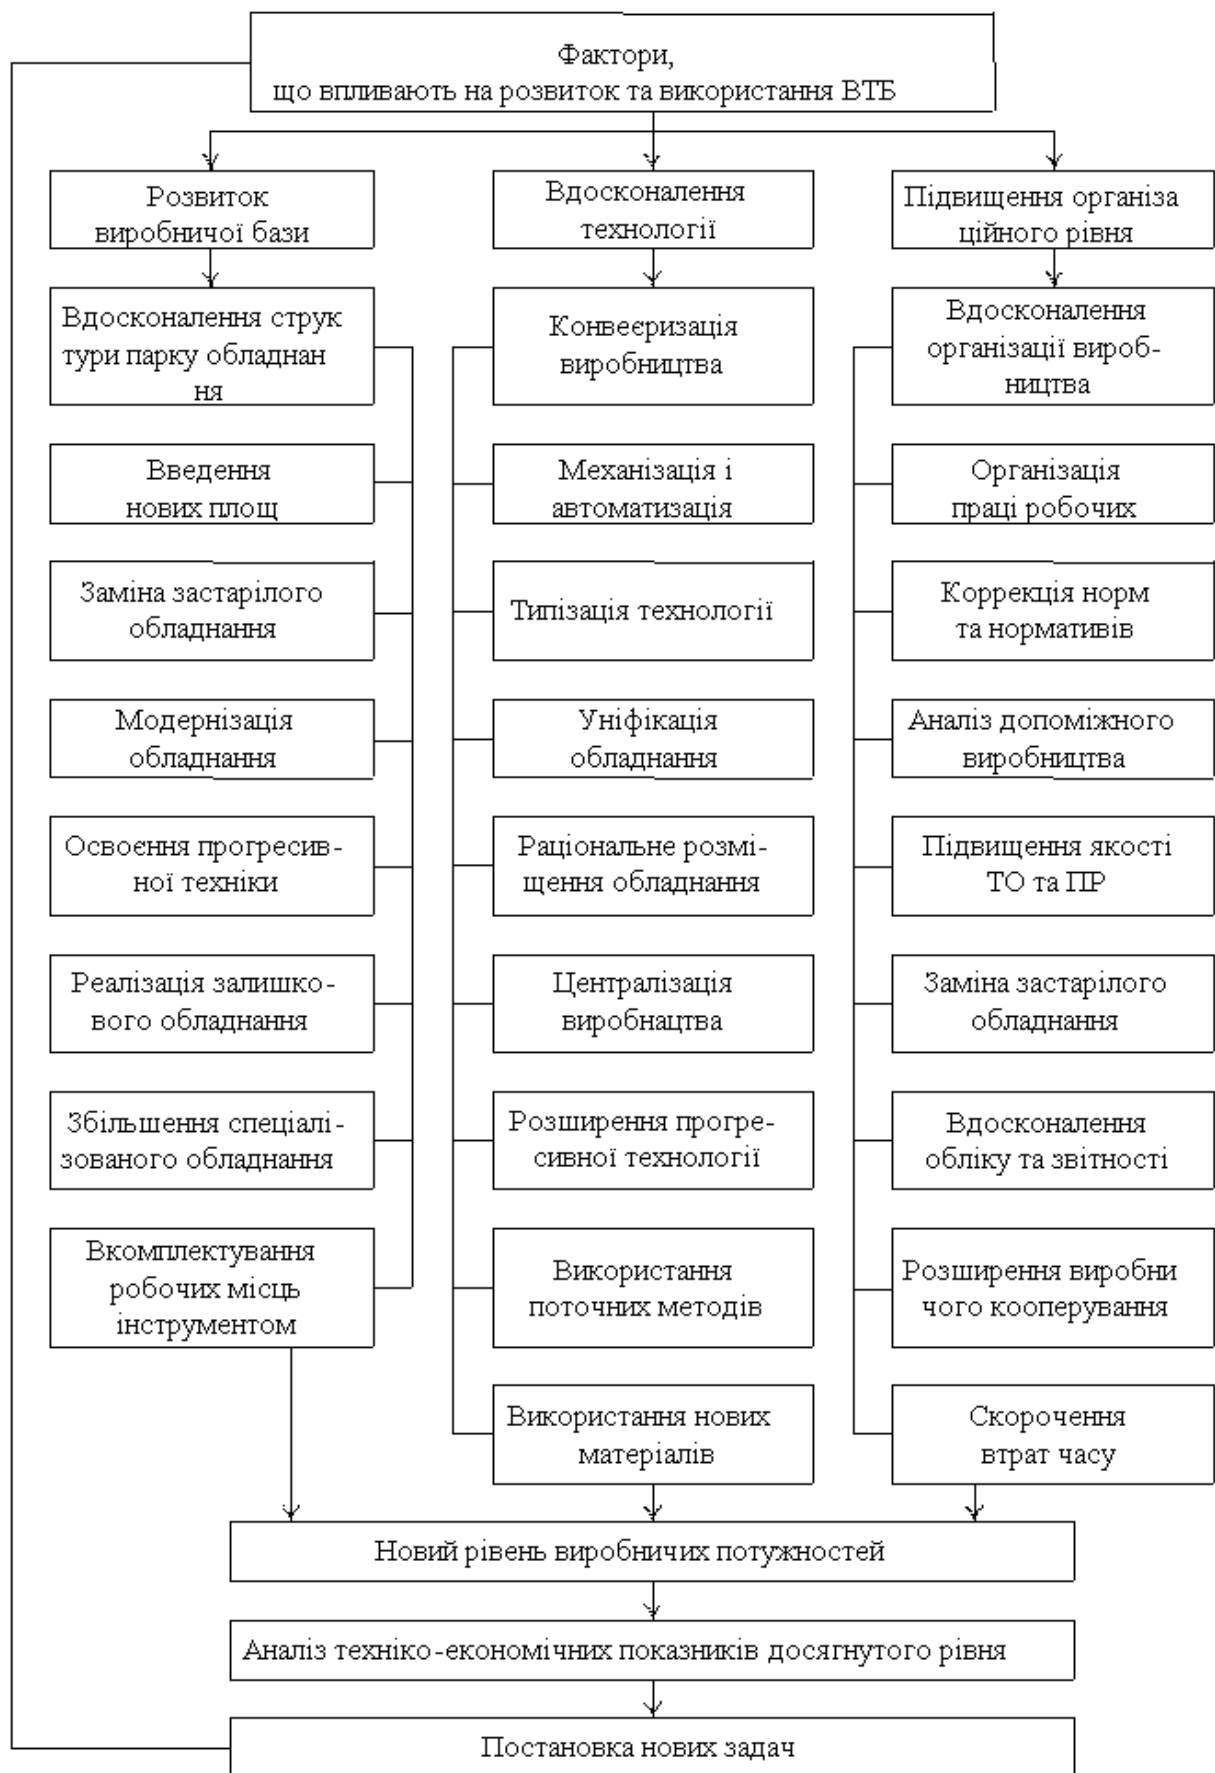 Фактори,
що впливають на розвиток та використання ВТБ
Розвиток
виробничої бази
Вдосконалення
технології
Підвищення організа
ційного рівня
Вдосконалення струк
тури парку обладнан
ня
Конвеєризація
виробництва
Вдосконалення
організації вироб-
ництва
Введення
нових площ
Механізація і
автоматизація
Організація
праці робочих
Заміна застарілого
обладнання
Типізація технології
Коррекція норм
та нормативів
Модернізація
обладнання
Уніфікація
обладнання
Аналіз допоміжного
виробництва
Освоєння прогресив-
ної техніки
Раціональне розмі-
щення обладнання
Підвищення якості
ТО та ПР
Реалізація залишко-
вого обладнання
Централізація
виробнацтва
Заміна застарілого
обладнання
Збільшення спеціалі-
зованого обладнання
Розширення прогре-
сивної технології
Вдосконалення
обліку та звітності
Вкомплектування
робочих місць
інструментом
Використання
поточних методів
Розширення виробни
чого кооперування
Використання нових
матеріалів
Скорочення
втрат часу
Новий рівень виробничих потужностей
Аналіз техніко-економічних показників досягнутого рівня
Постановка нових задач